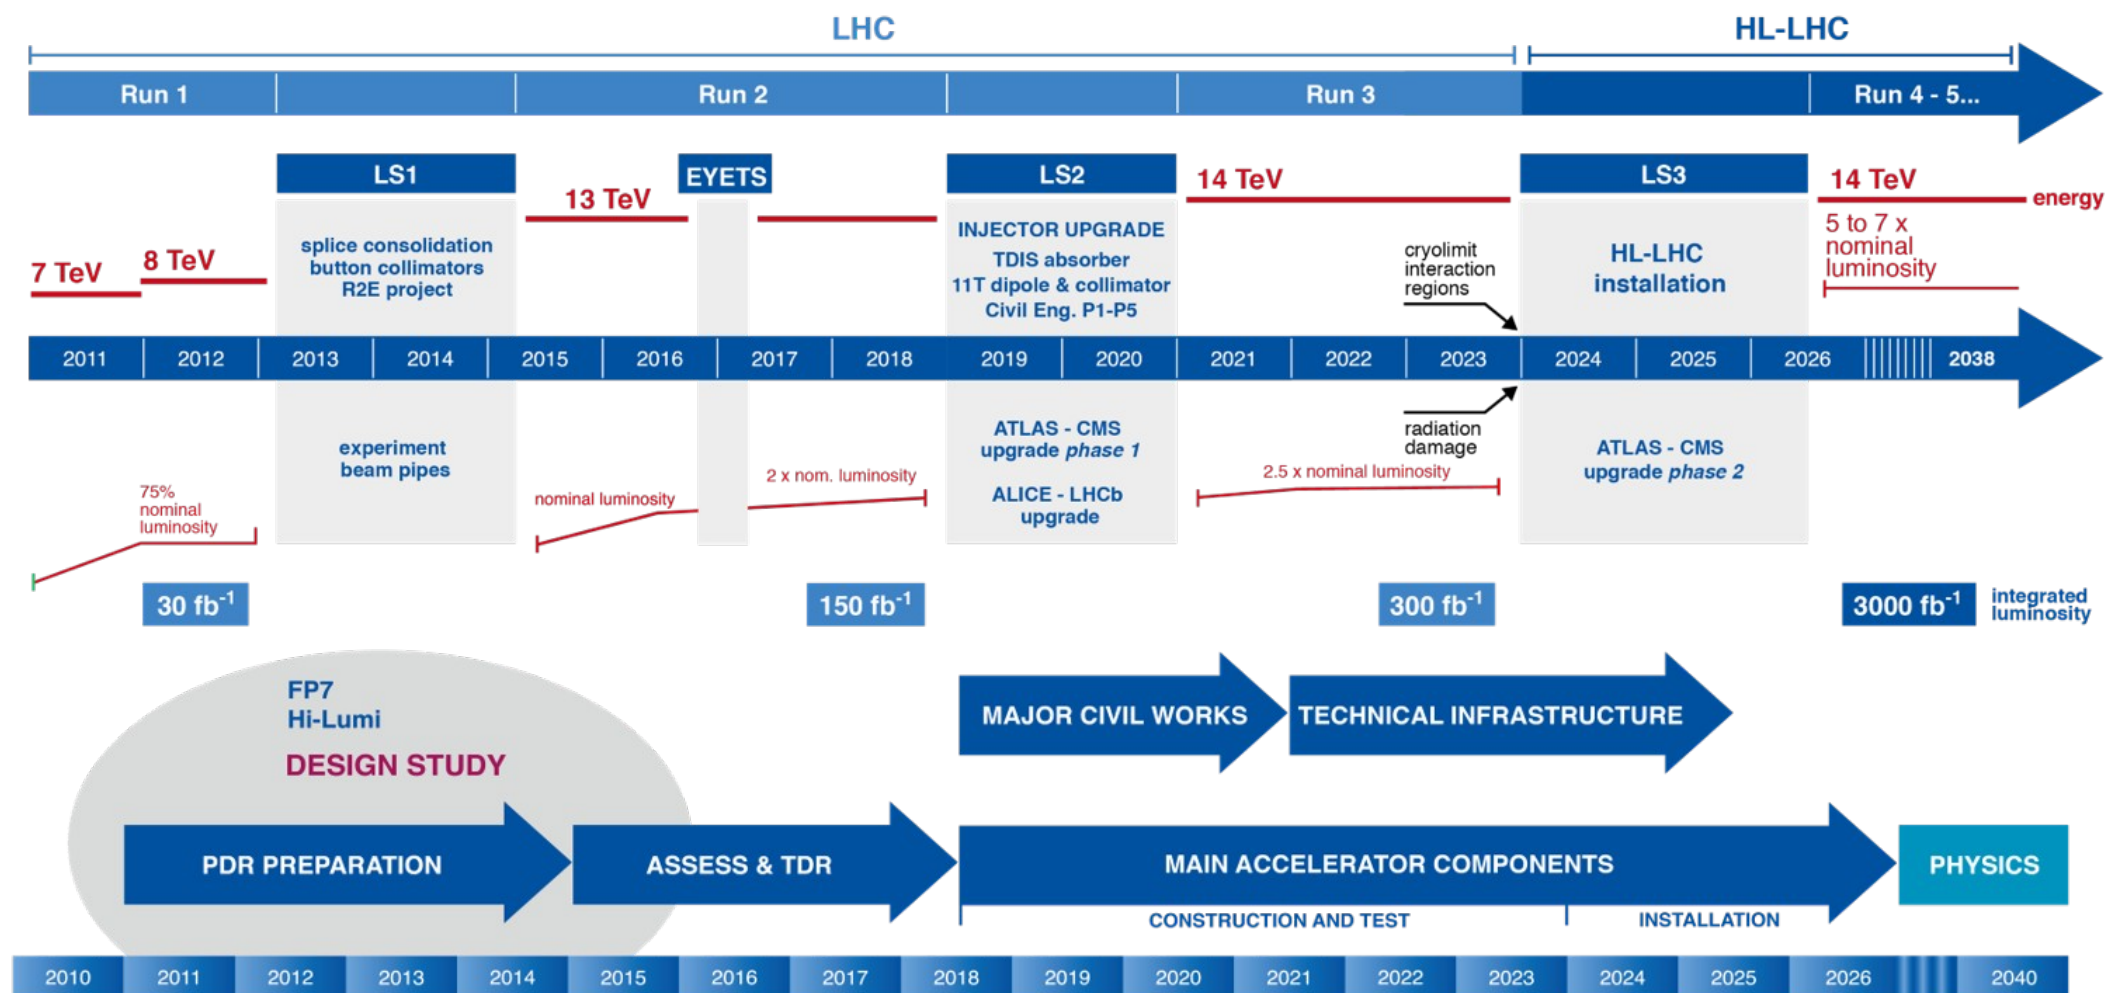 LHC
HL-LHC
Run 1
Run 2
Run 3
Run 4 - 5...
LS1
EYETS
LS2
LS3
13 TeV
14 TeV
14 TeV
energy
7 TeV
8 TeV
splice consolidation
button collimators
R2E project
INJECTOR UPGRADE
TDIS absorber
11T dipole & collimator
Civil Eng. P1-P5
cryolimit
interaction
regions
HL-LHC
installation
5 to 7 x
nominal
luminosity
2011
2012
2013
2014
2015
2016
2017
2018
2019
2020
2021
2022
2023
2024
2025
2026
2038
75%
nominal
luminosity
experiment
beam pipes
nominal luminosity
2 x nom. luminosity
ATLAS - CMS
upgrade phase 1
ALICE - LHCb
upgrade
radiation
damage
2.5 x nominal luminosity
ATLAS - CMS
upgrade phase 2
30 fb⁻¹
150 fb⁻¹
300 fb⁻¹
3000 fb⁻¹
integrated
luminosity
FP7
Hi-Lumi
DESIGN STUDY
MAJOR CIVIL WORKS
TECHNICAL INFRASTRUCTURE
PDR PREPARATION
ASSESS & TDR
MAIN ACCELERATOR COMPONENTS
PHYSICS
CONSTRUCTION AND TEST
INSTALLATION
2010
2011
2012
2013
2014
2015
2016
2017
2018
2019
2020
2021
2022
2023
2024
2025
2026
2040